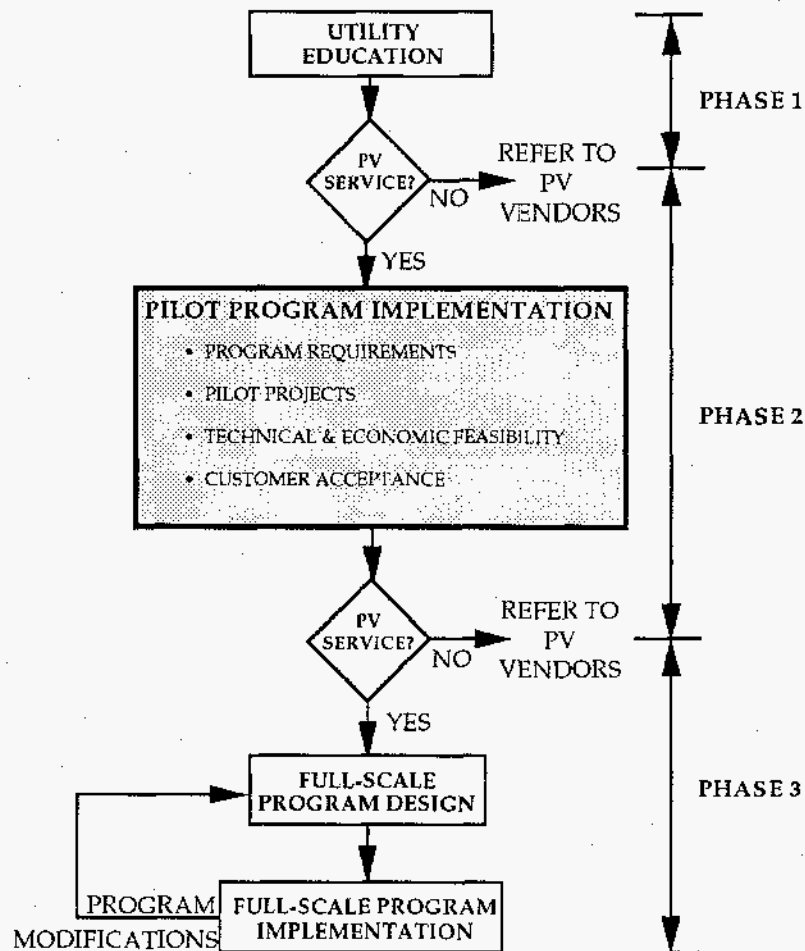 UTILITY
EDUCATION
PHASE 1
PV
SERVICE?
NO
REFER TO
PV
VENDORS
YES
PILOT PROGRAM IMPLEMENTATION
• PROGRAM REQUIREMENTS
• PILOT PROJECTS
• TECHNICAL & ECONOMIC FEASIBILITY
• CUSTOMER ACCEPTANCE
PHASE 2
PV
SERVICE?
NO
REFER TO
PV
VENDORS
YES
FULL-SCALE
PROGRAM DESIGN
PHASE 3
PROGRAM
MODIFICATIONS
FULL-SCALE PROGRAM
IMPLEMENTATION